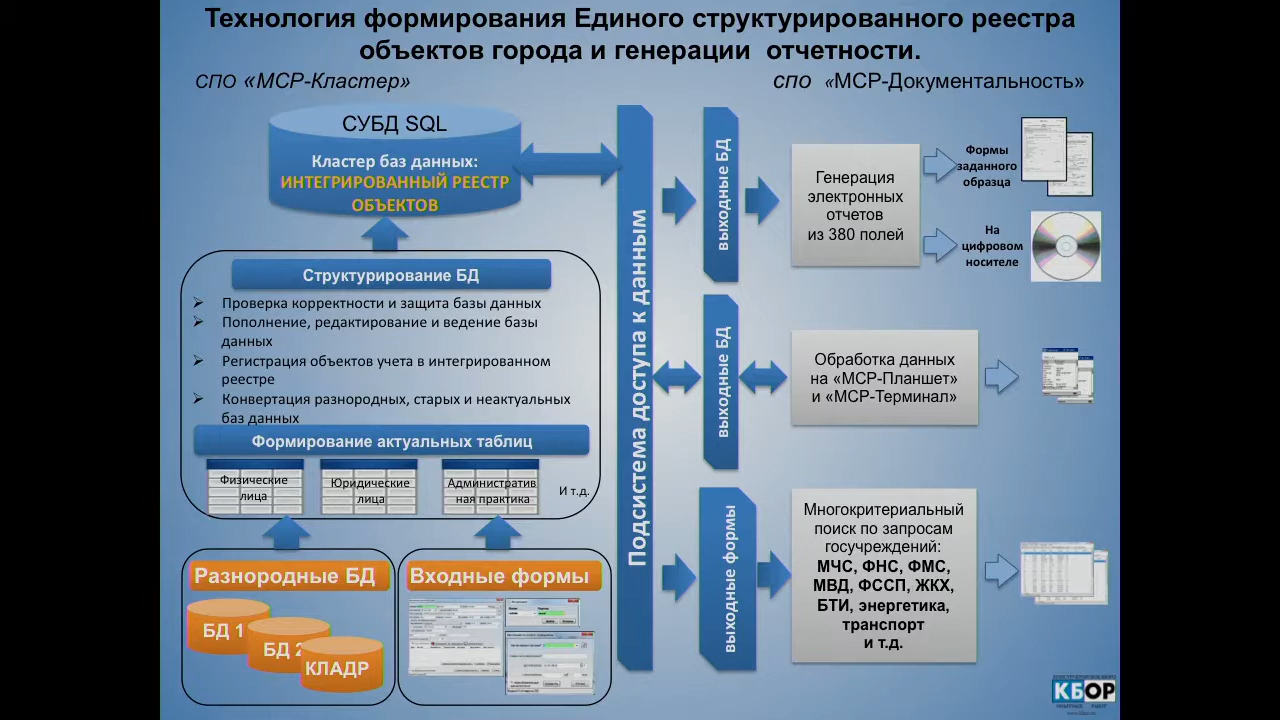 Технология формирования Единого структурированного реестра
объектов города и генерации отчетности.
СПО «МСР-Кластер»
спо «МСР-Документальность»
СУБД SQL
Кластер баз данных:
ИНТЕГРИРОВАННЫЙ РЕЕСТР
ОБЪЕКТОВ
Структурирование БД
Проверка корректности и защита базы данных
Пополнение, редактирование и ведение базы
данных
Регистрация объектов учета в интегрированном
реестре
Конвертация разнородных, старых и неактуальных
баз данных
Формирование актуальных таблиц
Физические
лица
Юридические
лица
Административ
ная практика
И т.д.
Разнородные БД
БД 1
БД 2
КЛАДР
Входные формы
Подсистема доступа к данным
выходные БД
Генерация
электронных
отчетов
из 380 полей
Формы
заданного
образца
На
цифровом
носителе
выходные БД
Обработка данных
на «МСР-Планшет»
и «МСР-Терминал»
выходные формы
Многокритериальный
поиск по запросам
госучреждений:
МЧС, ФНС, ФМС,
МВД, ФССП, ЖКХ,
БТИ, энергетика,
транспорт
и т.д.
КБОР